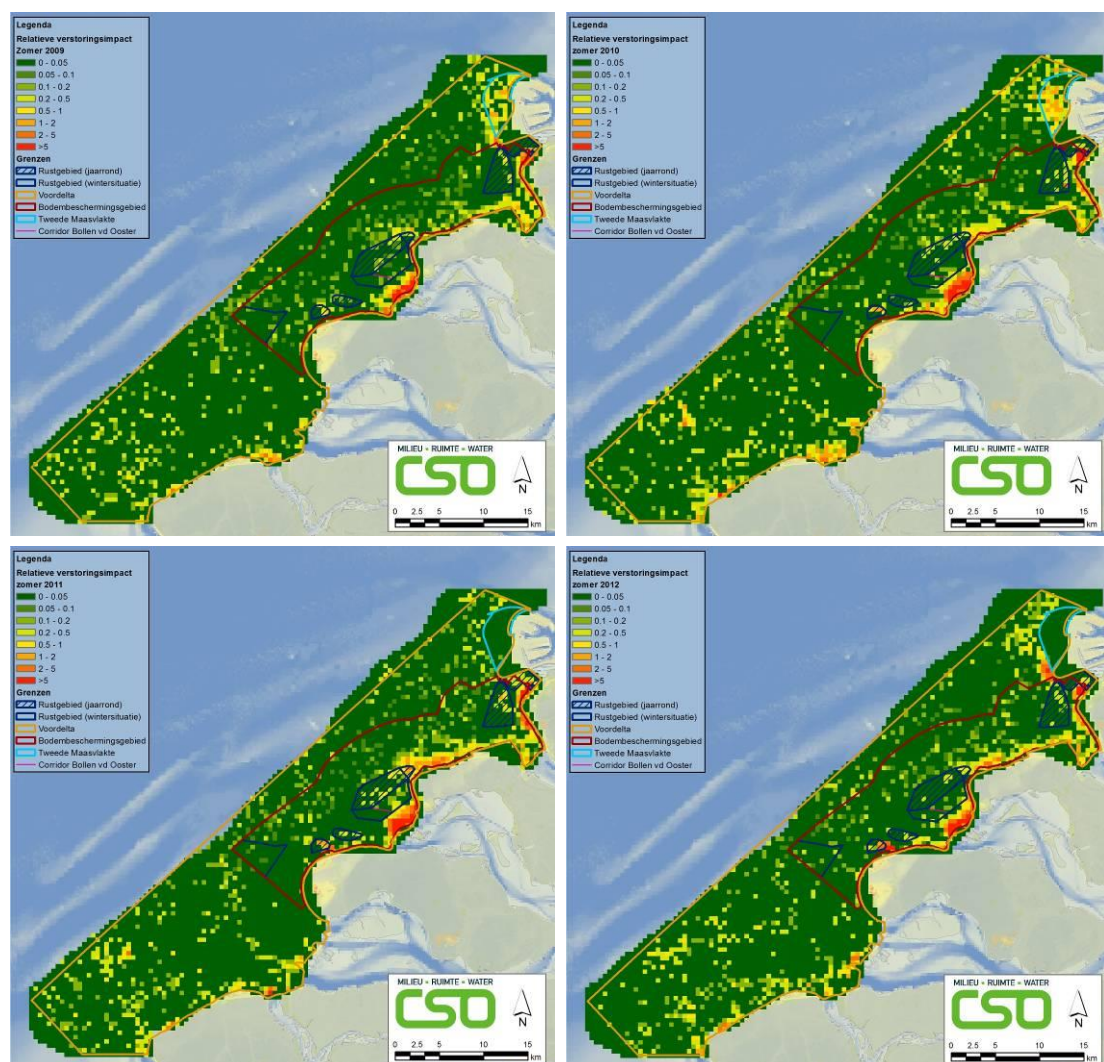 Legenda
Relatieve verstoringsimpact
Zomer 2009
0 - 0.05
0.05 - 0.1
0.1 - 0.2
0.2 - 0.5
0.5 - 1
1 - 2
2 - 5
>5
Grenzen
Rustgebied (jaarrond)
Rustgebied (wintersituatie)
Voordelta
Bodembeschermingsgebied
Tweede Maasvlakte
Corridor Bollen vd Ooster
MILIEU • RUIMTE • WATER
CSO
N
0 2.5 5 10 15
km
Legenda
Relatieve verstoringsimpact
zomer 2010
0 - 0.05
0.05 - 0.1
0.1 - 0.2
0.2 - 0.5
0.5 - 1
1 - 2
2 - 5
>5
Grenzen
Rustgebied (jaarrond)
Rustgebied (wintersituatie)
Voordelta
Bodembeschermingsgebied
Tweede Maasvlakte
Corridor Bollen vd Ooster
MILIEU • RUIMTE • WATER
CSO
N
0 2.5 5 10 15
km
Legenda
Relatieve verstoringsimpact
zomer 2011
0 - 0.05
0.05 - 0.1
0.1 - 0.2
0.2 - 0.5
0.5 - 1
1 - 2
2 - 5
>5
Grenzen
Rustgebied (jaarrond)
Rustgebied (wintersituatie)
Voordelta
Bodembeschermingsgebied
Tweede Maasvlakte
Corridor Bollen vd Ooster
MILIEU • RUIMTE • WATER
CSO
N
0 2.5 5 10 15
km
Legenda
Relatieve verstoringsimpact
zomer 2012
0 - 0.05
0.05 - 0.1
0.1 - 0.2
0.2 - 0.5
0.5 - 1
1 - 2
2 - 5
>5
Grenzen
Rustgebied (jaarrond)
Rustgebied (wintersituatie)
Voordelta
Bodembeschermingsgebied
Tweede Maasvlakte
Corridor Bollen vd Ooster
MILIEU • RUIMTE • WATER
CSO
N
0 2.5 5 10 15
km